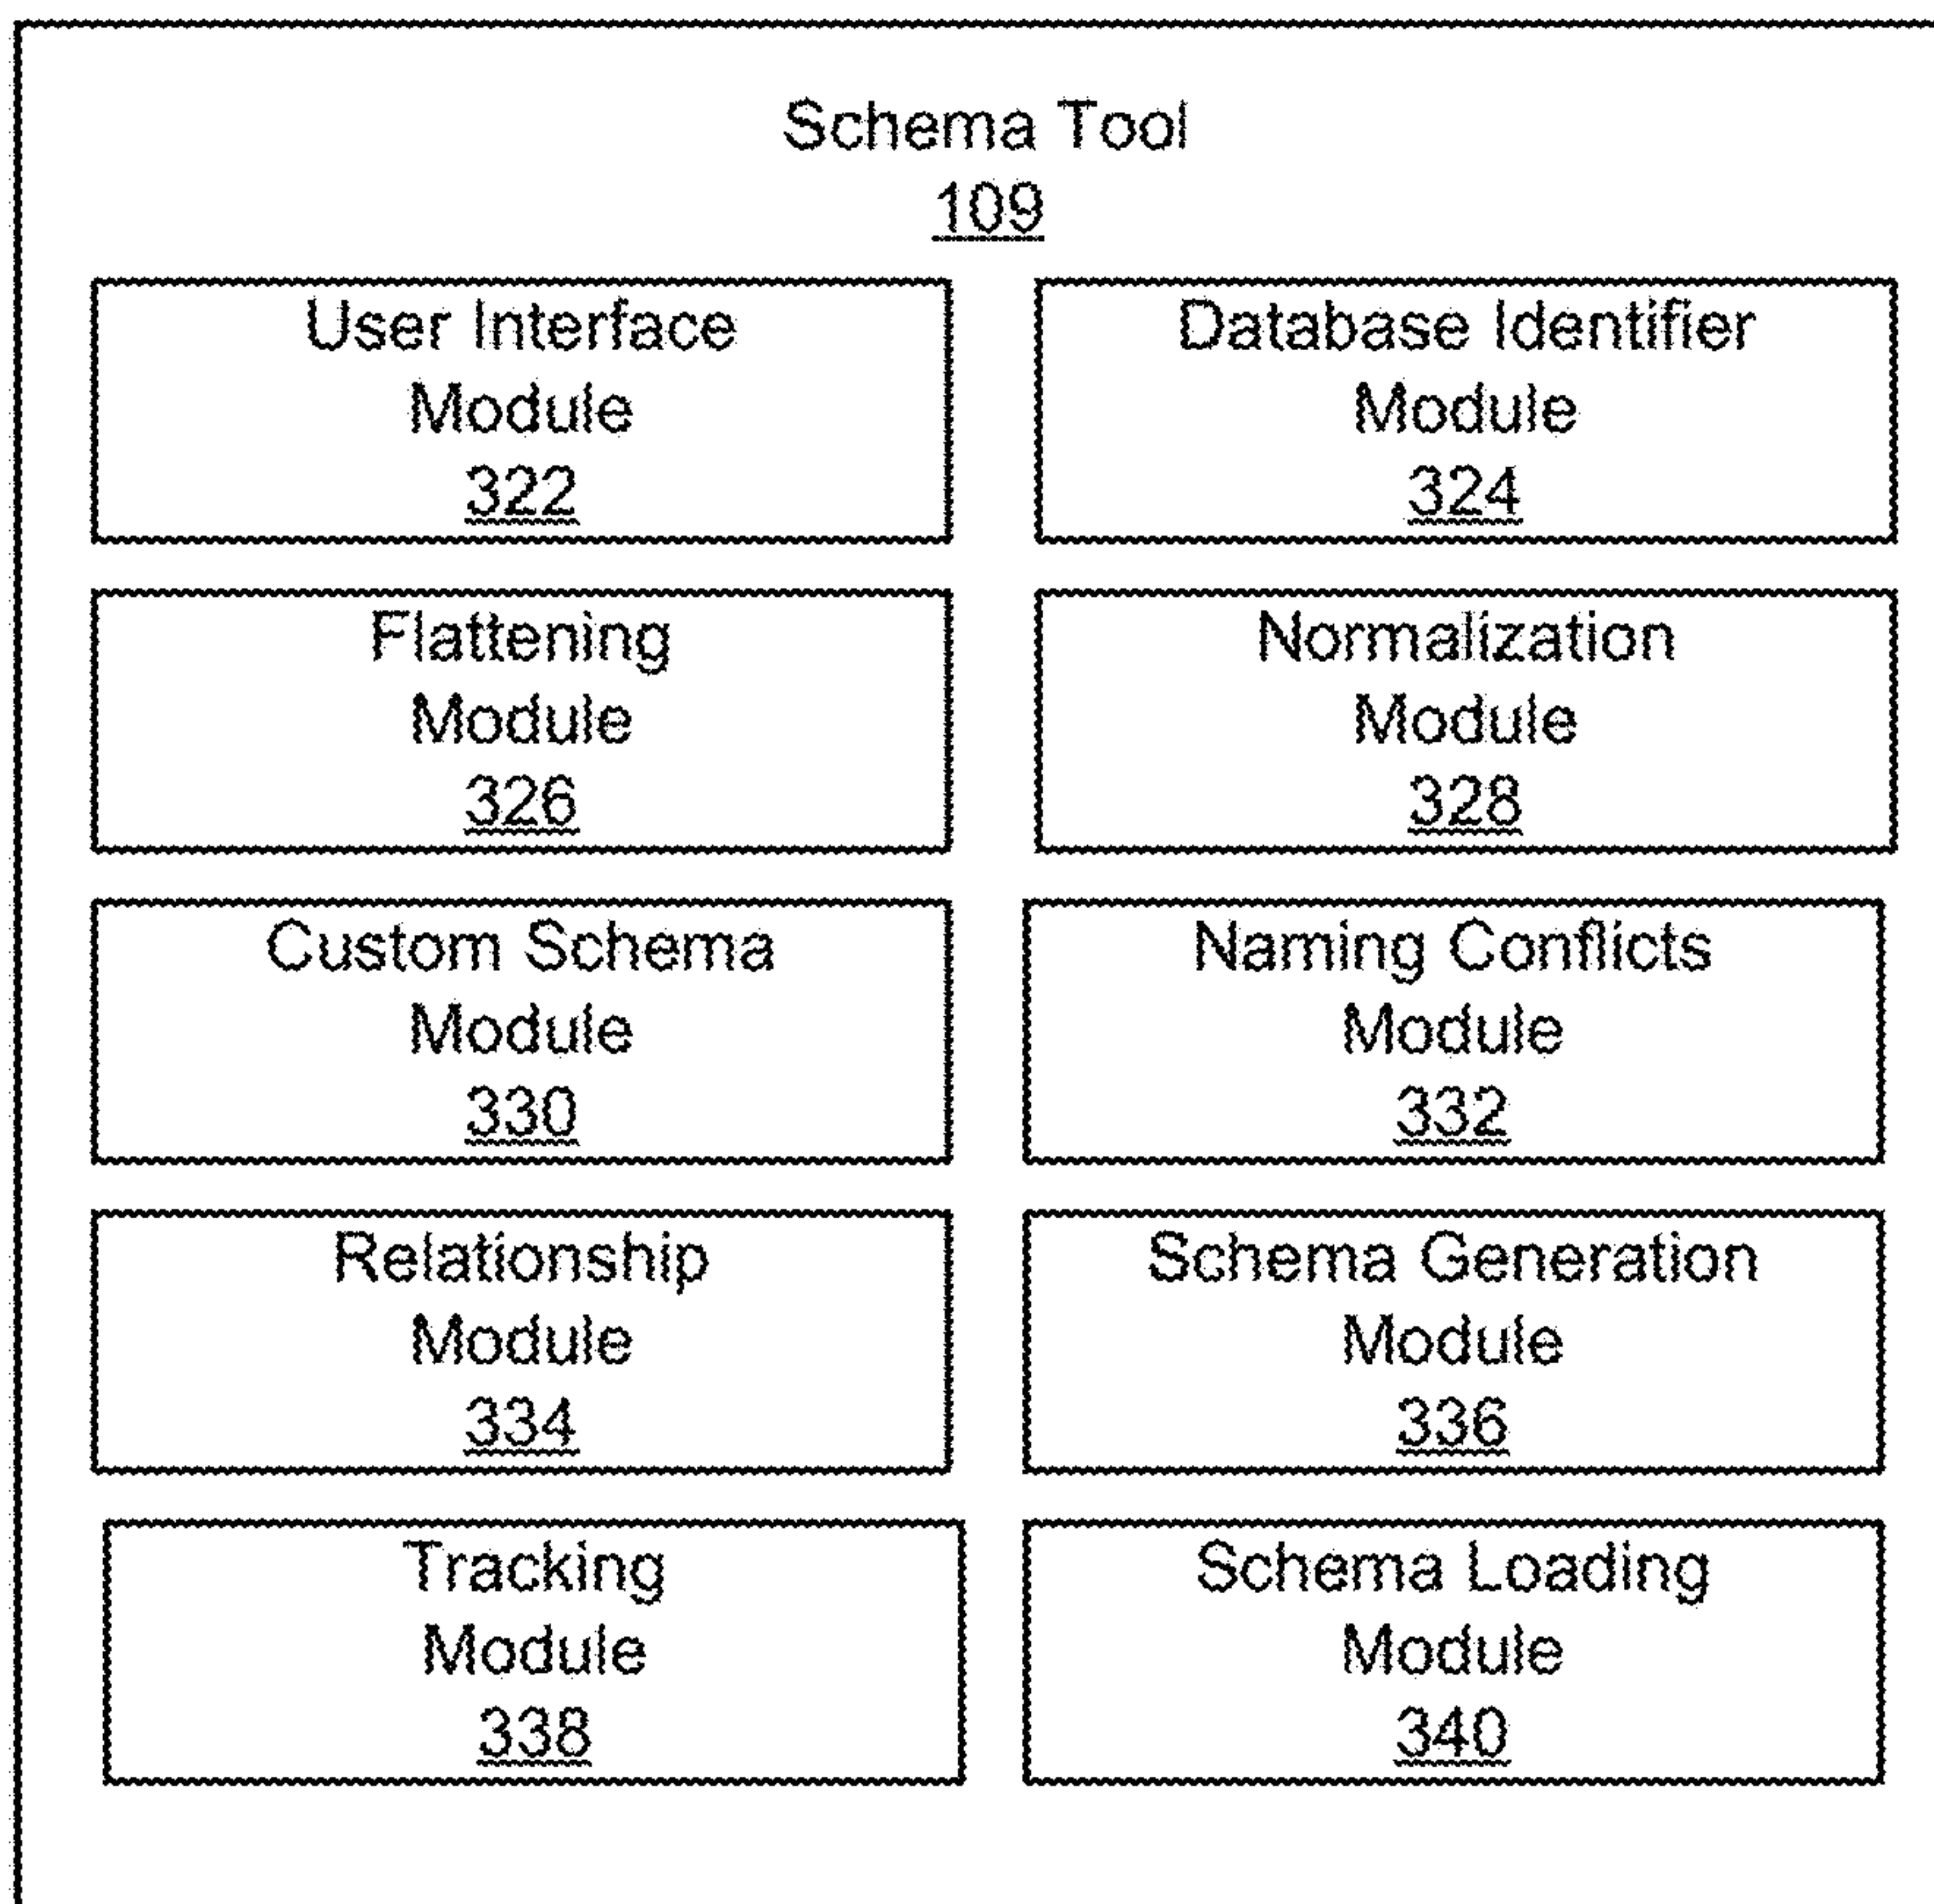 Schema Tool
109
User Interface
Module
322
Database Identifier
Module
324
Flattening
Module
326
Normalization
Module
328
Custom Schema
Module
330
Naming Conflicts
Module
332
Relationship
Module
334
Schema Generation
Module
336
Tracking
Module
338
Schema Loading
Module
340